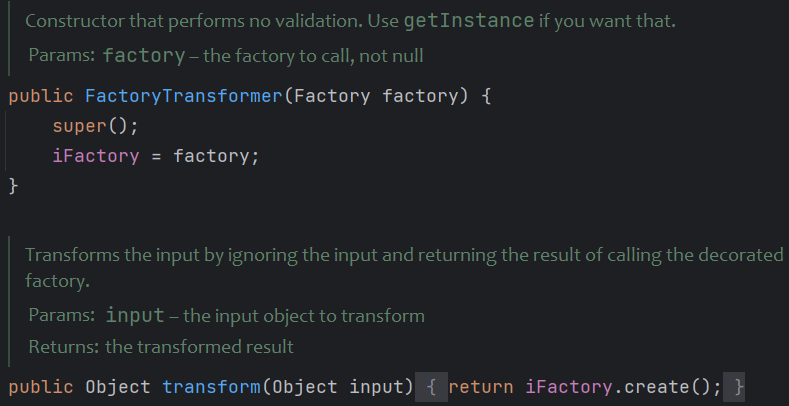 Constructor that performs no validation. Use getInstance if you want that.
Params: factory – the factory to call, not null
public FactoryTransformer(Factory factory) {
super();
iFactory = factory;
}
Transforms the input by ignoring the input and returning the result of calling the decorated
factory.
Params: input – the input object to transform
Returns: the transformed result
public Object transform(Object input) { return iFactory.create(); }